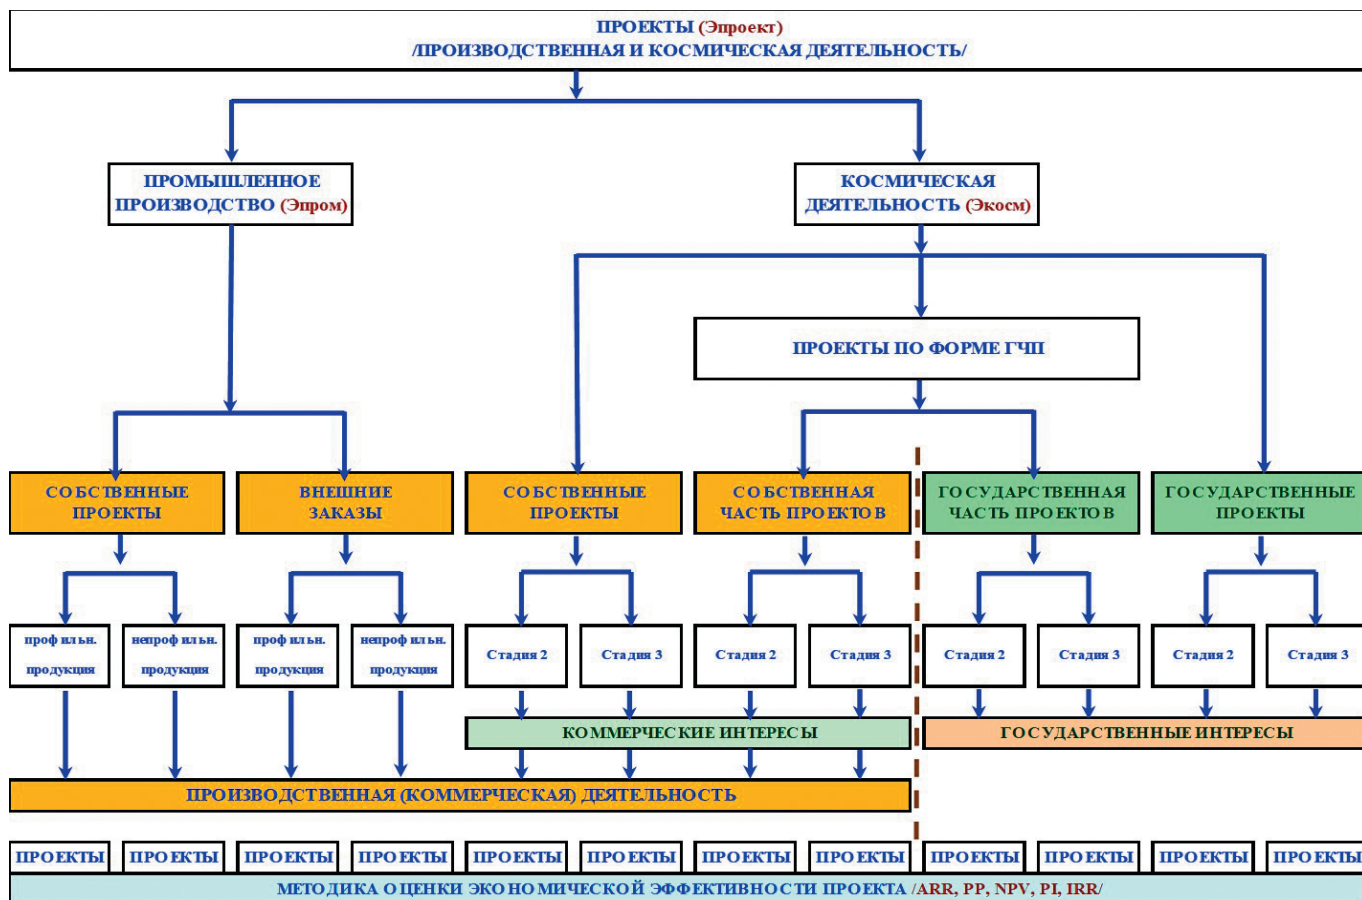 ПРОЕКТЫ (Эпроект)
/ПРОИЗВОДСТВЕННАЯ И КОСМИЧЕСКАЯ ДЕЯТЕЛЬНОСТЬ/
ПРОМЫШЛЕННОЕ
ПРОИЗВОДСТВО (Эпром)
КОСМИЧЕСКАЯ
ДЕЯТЕЛЬНОСТЬ (Экосм)
ПРОЕКТЫ ПО ФОРМЕ ГЧП
СОБСТВЕННЫЕ
ПРОЕКТЫ
ВНЕШНИЕ
ЗАКАЗЫ
СОБСТВЕННЫЕ
ПРОЕКТЫ
СОБСТВЕННАЯ
ЧАСТЬ ПРОЕКТОВ
ГОСУДАРСТВЕННАЯ
ЧАСТЬ ПРОЕКТОВ
ГОСУДАРСТВЕННЫЕ
ПРОЕКТЫ
профильн.
продукция
непрофильн.
продукция
профильн.
продукция
непрофильн.
продукция
Стадия 2
Стадия 3
Стадия 2
Стадия 3
Стадия 2
Стадия 3
Стадия 2
Стадия 3
КОММЕРЧЕСКИЕ ИНТЕРЕСЫ
ГОСУДАРСТВЕННЫЕ ИНТЕРЕСЫ
ПРОИЗВОДСТВЕННАЯ (КОММЕРЧЕСКАЯ) ДЕЯТЕЛЬНОСТЬ
ПРОЕКТЫ
ПРОЕКТЫ
ПРОЕКТЫ
ПРОЕКТЫ
ПРОЕКТЫ
ПРОЕКТЫ
ПРОЕКТЫ
ПРОЕКТЫ
ПРОЕКТЫ
ПРОЕКТЫ
ПРОЕКТЫ
ПРОЕКТЫ
МЕТОДИКА ОЦЕНКИ ЭКОНОМИЧЕСКОЙ ЭФФЕКТИВНОСТИ ПРОЕКТА /ARR, PP, NPV, PI, IRR/